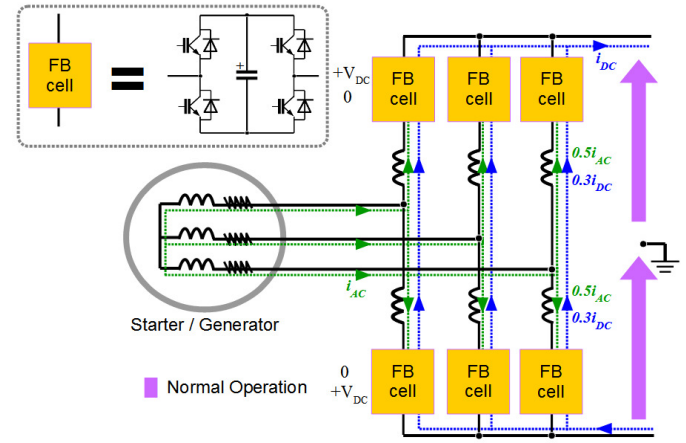 FB
cell
+
+V_DC
0
FB
cell
FB
cell
FB
cell
i_DC
0.5i_AC
0.3i_DC
i_AC
Starter / Generator
0.5i_AC
0.3i_DC
0
+V_DC
FB
cell
FB
cell
FB
cell
Normal Operation